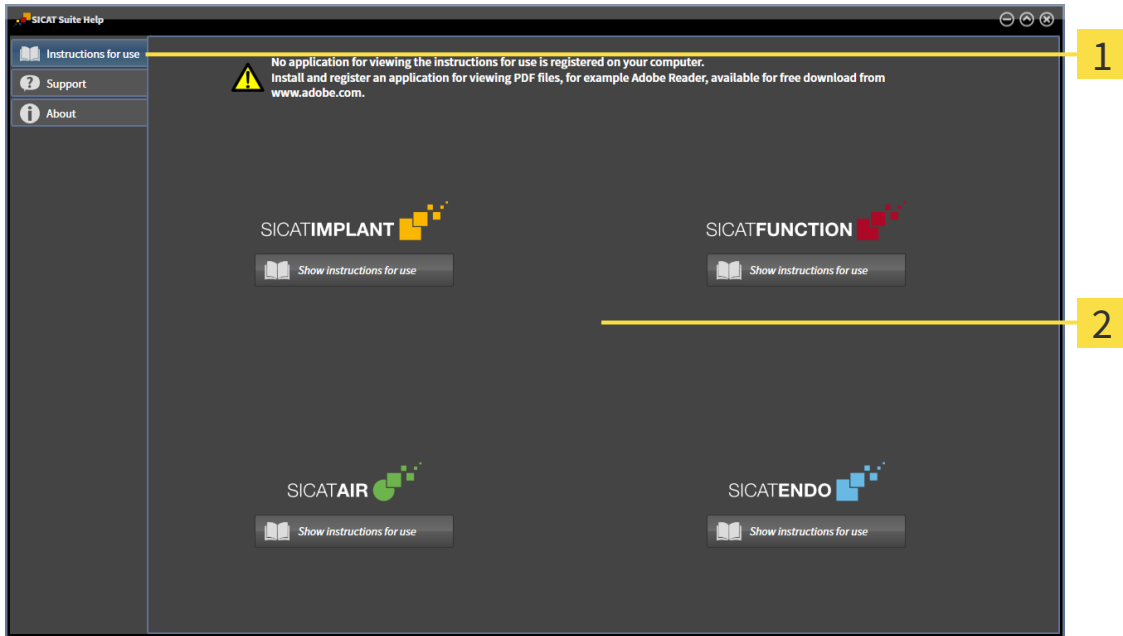 SICAT Suite Help
Instructions for use
Support
About
No application for viewing the instructions for use is registered on your computer.
Install and register an application for viewing PDF files, for example Adobe Reader, available for free download from
www.adobe.com.
1
SICATIMPLANT
SICATFUNCTION
Show instructions for use
Show instructions for use
2
SICATAIR
SICATENDO
Show instructions for use
Show instructions for use